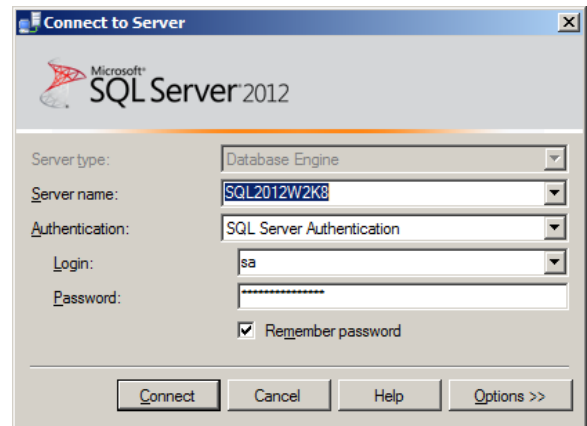 Connect to Server
Microsoft®
SQL Server® 2012
Server type:
Database Engine
Server name:
SQL2012W2K8
Authentication:
SQL Server Authentication
Login:
sa
Password:
***************
Remember password
Connect
Cancel
Help
Options >>